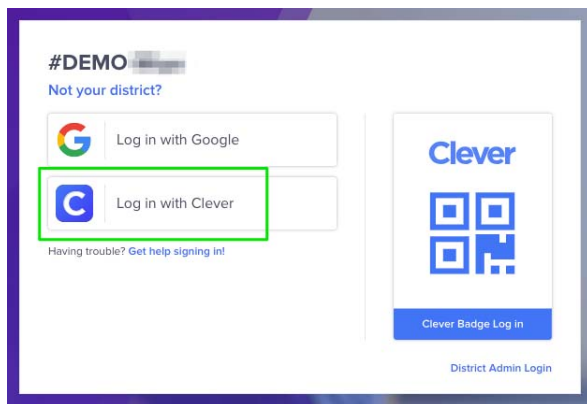 #DEMO
Not your district?
Log in with Google
Log in with Clever
Having trouble? Get help signing in!
Clever
Clever Badge Log in
District Admin Login